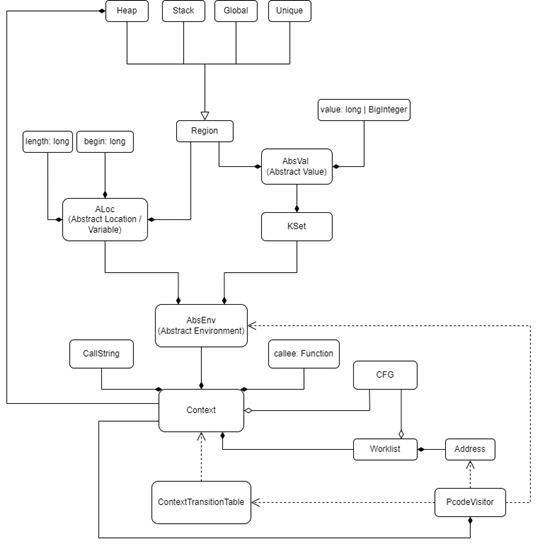 Heap
Stack
Global
Unique
value: long | BigInteger
Region
length: long
begin: long
AbsVal
(Abstract Value)
ALoc
(Abstract Location /
Variable)
KSet
AbsEnv
(Abstract Environment)
CallString
callee: Function
CFG
Context
Worklist
Address
ContextTransitionTable
PcodeVisitor